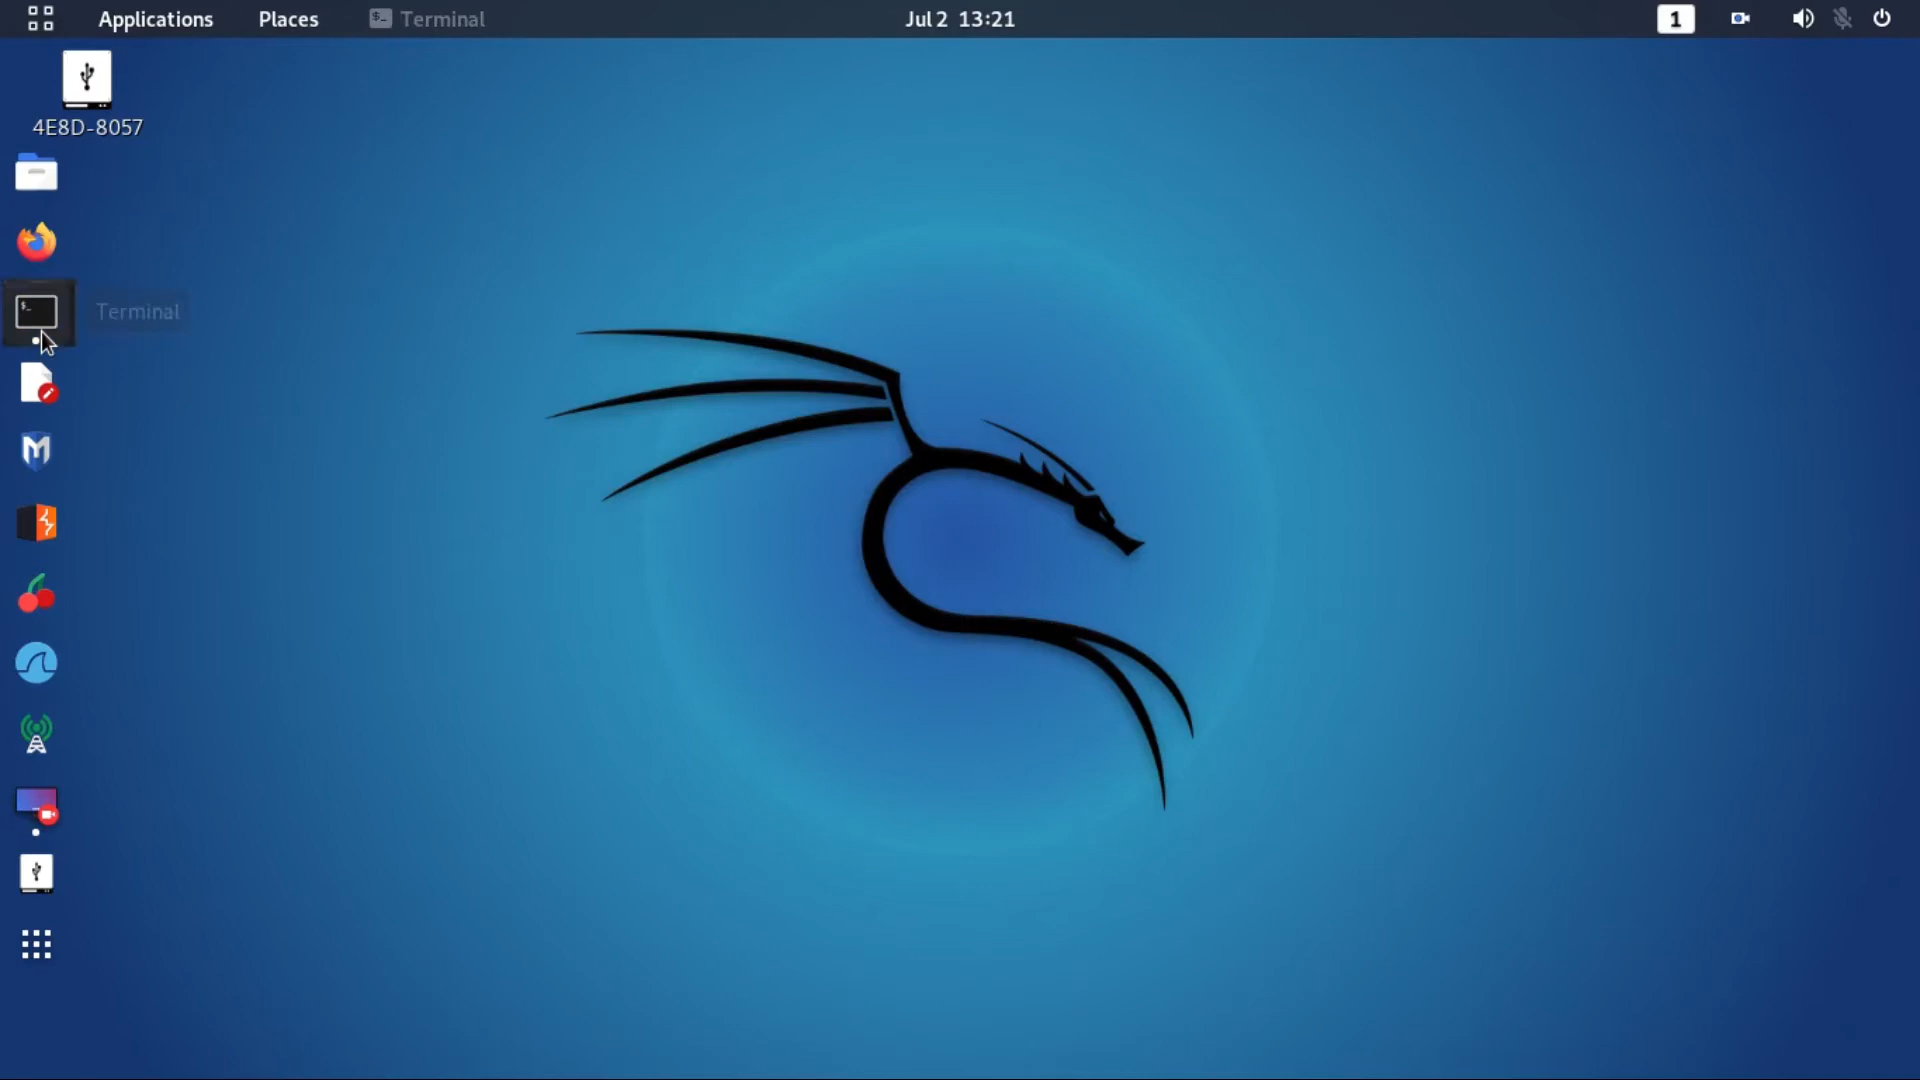 Applications Places Terminal Jul 2 13:21 1
4E8D-8057
$_ Terminal